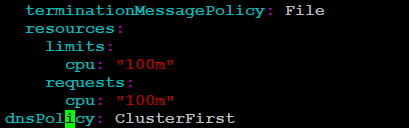 terminationMessagePolicy: File
resources:
limits:
cpu: "100m"
requests:
cpu: "100m"
dnsPolicy: ClusterFirst